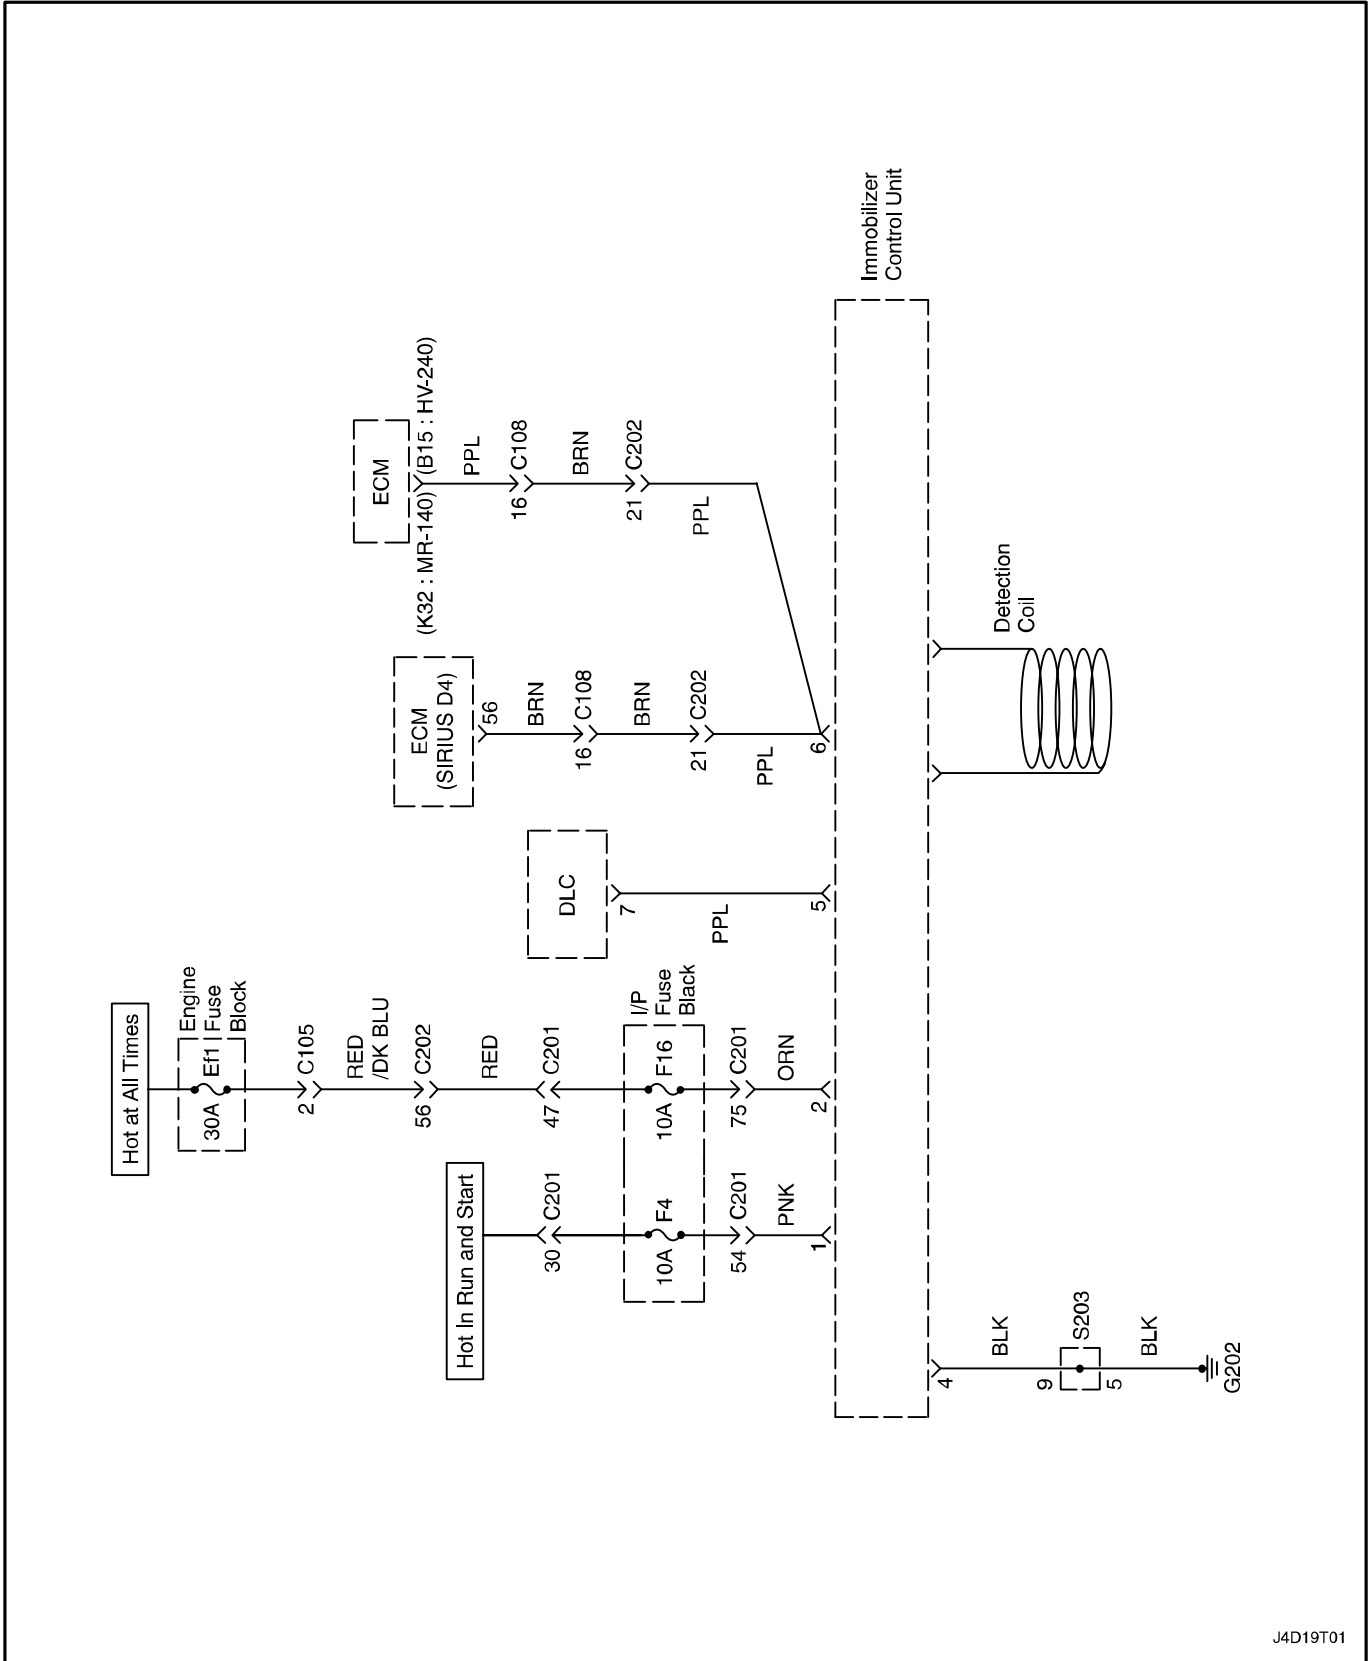 Hot at All Times
Engine
Fuse
Block
30A
Ef1
2
C105
RED
/DK BLU
56
C202
RED
47
C201
Hot In Run and Start
30
C201
I/P
Fuse
Black
10A
F4
10A
F16
54
C201
75
C201
PNK
ORN
1
2
DLC
7
PPL
5
ECM
(SIRIUS D4)
56
BRN
16
C108
BRN
21
C202
PPL
6
ECM
(K32 : MR-140)
(B15 : HV-240)
PPL
16
C108
BRN
21
C202
PPL
Immobilizer
Control Unit
4
BLK
9
S203
5
BLK
G202
Detection
Coil
J4D19T01